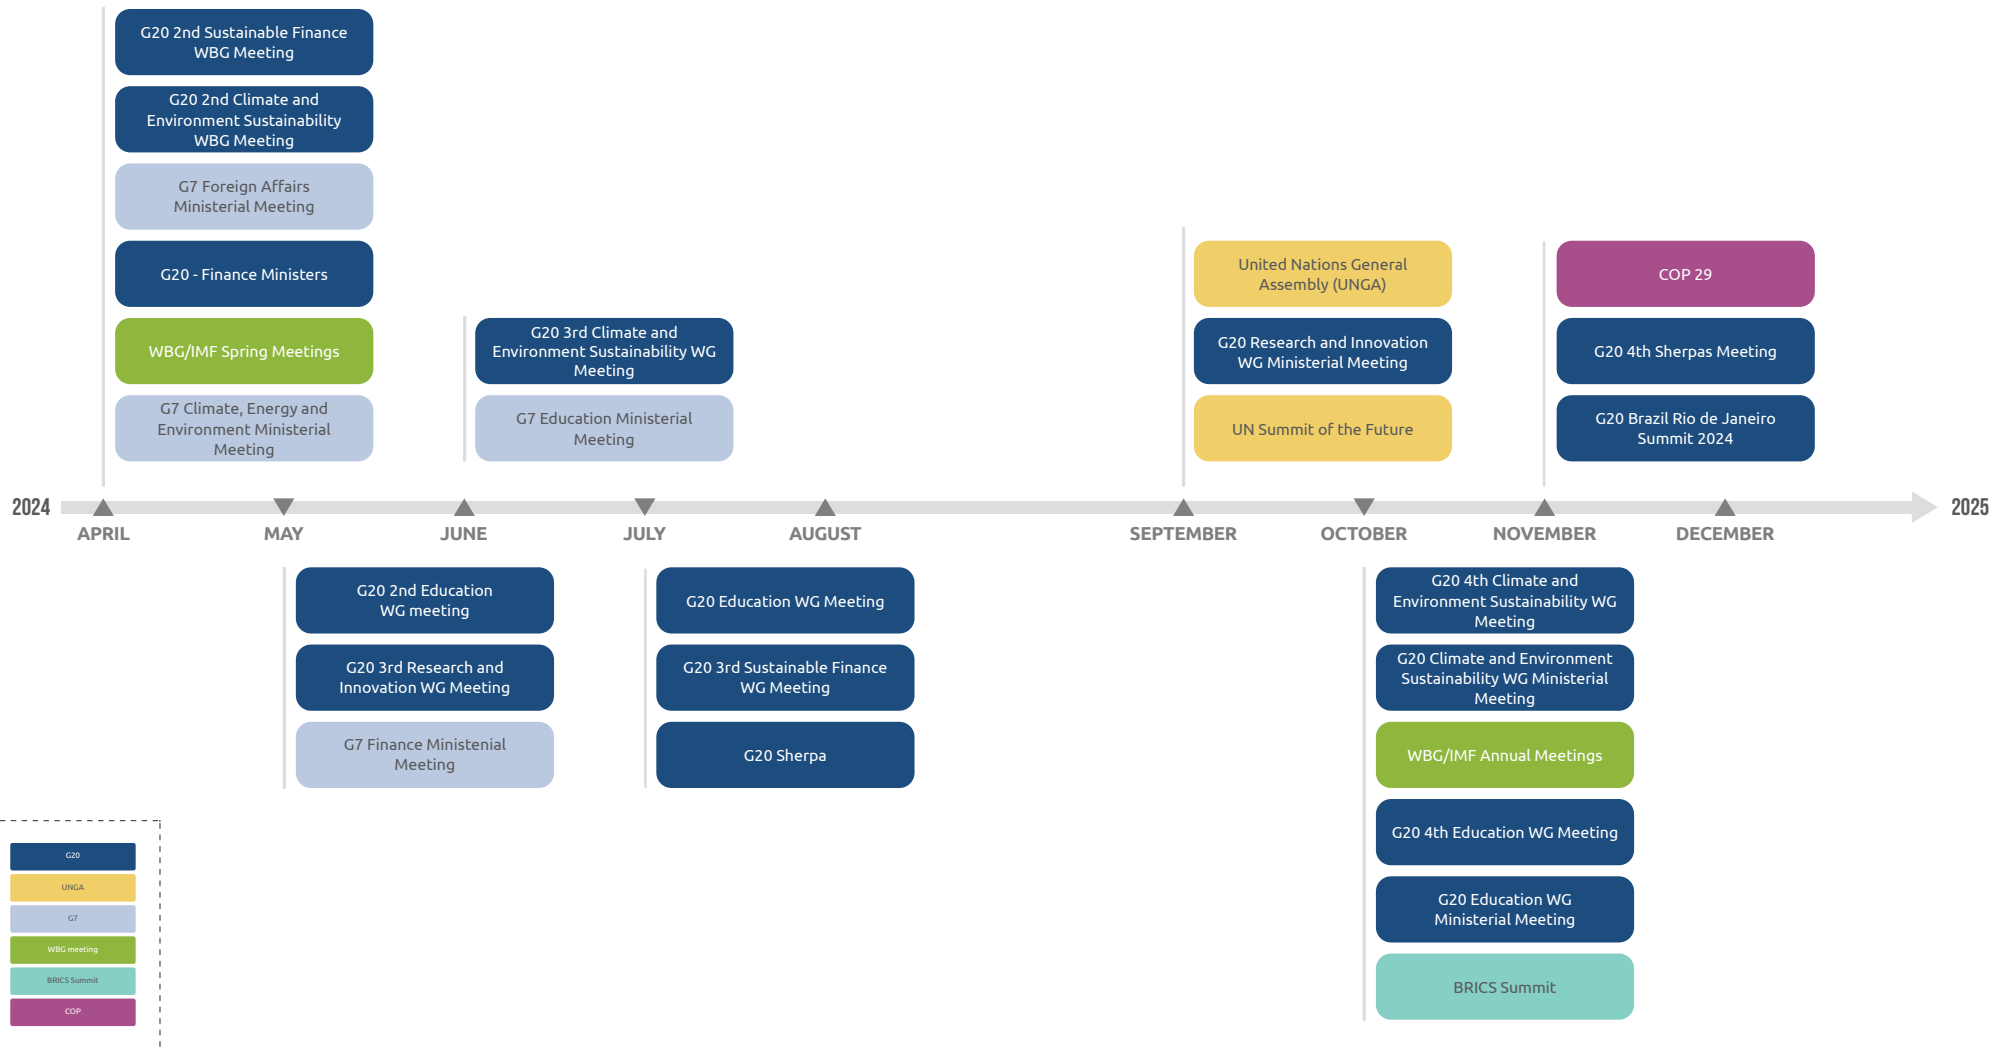 G20 2nd Sustainable Finance
WBG Meeting
G20 2nd Climate and
Environment Sustainability
WBG Meeting
G7 Foreign Affairs
Ministerial Meeting
G20 - Finance Ministers
WBG/IMF Spring Meetings
G7 Climate, Energy and
Environment Ministerial
Meeting
G20 3rd Climate and
Environment Sustainability WG
Meeting
G7 Education Ministerial
Meeting
United Nations General
Assembly (UNGA)
G20 Research and Innovation
WG Ministerial Meeting
UN Summit of the Future
COP 29
G20 4th Sherpas Meeting
G20 Brazil Rio de Janeiro
Summit 2024
2024
2025
APRIL
MAY
JUNE
JULY
AUGUST
SEPTEMBER
OCTOBER
NOVEMBER
DECEMBER
G20 2nd Education
WG meeting
G20 3rd Research and
Innovation WG Meeting
G7 Finance Ministenial
Meeting
G20 Education WG Meeting
G20 3rd Sustainable Finance
WG Meeting
G20 Sherpa
G20 4th Climate and
Environment Sustainability WG
Meeting
G20 Climate and Environment
Sustainability WG Ministerial
Meeting
WBG/IMF Annual Meetings
G20 4th Education WG Meeting
G20 Education WG
Ministerial Meeting
BRICS Summit
G20
UNGA
G7
WBG meeting
BRICS Summit
COP